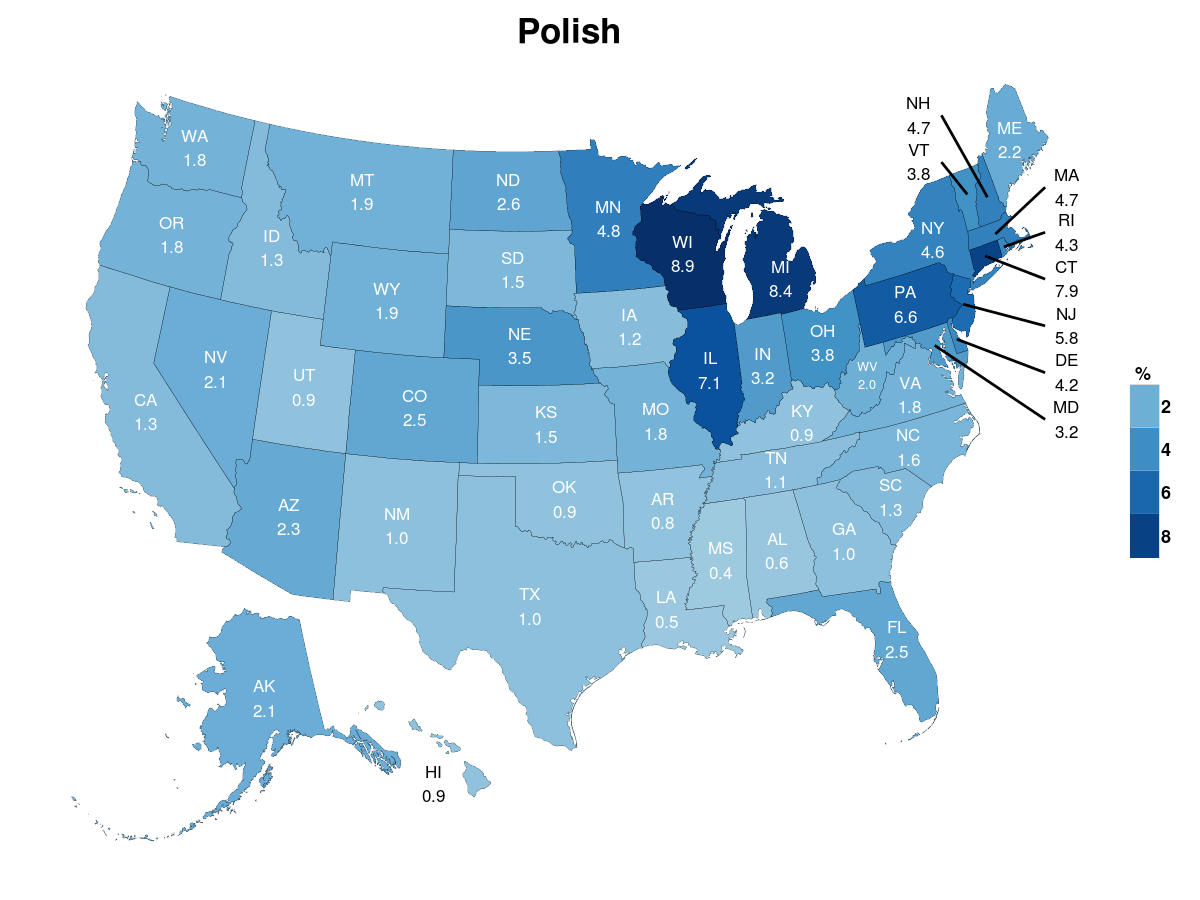 Polish
NH
4.7
VT
3.8
ME
2.2
MA
4.7
RI
4.3
CT
7.9
NJ
5.8
DE
4.2
MD
3.2
WA
1.8
MT
1.9
ND
2.6
MN
4.8
OR
1.8
ID
1.3
SD
1.5
WI
8.9
MI
8.4
NY
4.6
WY
1.9
PA
6.6
IA
1.2
NE
3.5
OH
3.8
NV
2.1
UT
0.9
IL
7.1
IN
3.2
WV
2.0
VA
1.8
CA
1.3
CO
2.5
KS
1.5
MO
1.8
KY
0.9
NC
1.6
TN
1.1
AZ
2.3
NM
1.0
OK
0.9
AR
0.8
SC
1.3
MS
0.4
AL
0.6
GA
1.0
TX
1.0
LA
0.5
FL
2.5
AK
2.1
HI
0.9
%
2
4
6
8